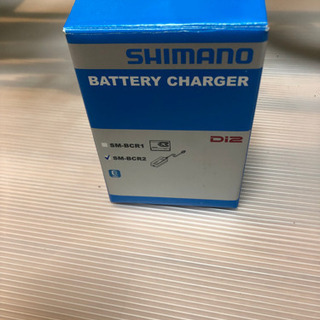 SHIMANO
BATTERY CHARGER
SM-BCR1
SM-BCR2
Di2